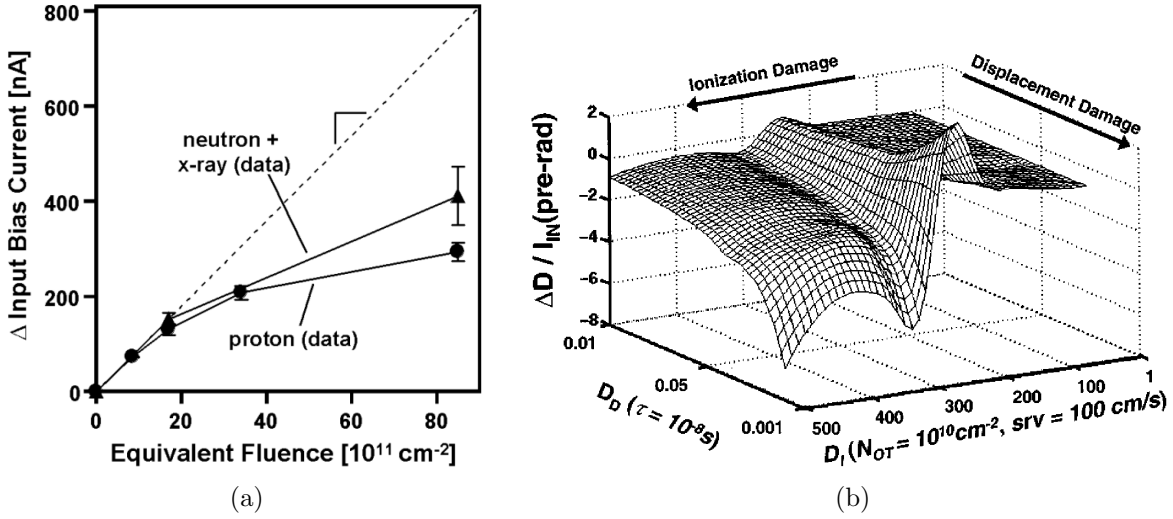 Δ Input Bias Current [nA]
800
600
400
200
0
neutron +
x-ray (data)
proton (data)
0
20
40
60
80
Equivalent Fluence [10¹¹ cm⁻²]
(a)
Ionization Damage
Displacement Damage
ΔD / I_IN(pre-rad)
2
0
−2
−4
−6
−8
0.01
0.05
0.001
D_D (τ = 10⁻⁸s)
500
400
300
200
100
1
D_I (N_OT = 10¹⁰cm⁻², srv = 100 cm/s)
(b)